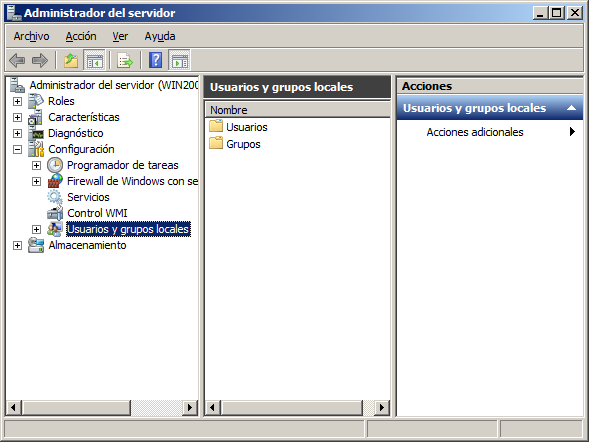 Administrador del servidor
Archivo Acción Ver Ayuda
Administrador del servidor (WIN200
Roles
Características
Diagnóstico
Configuración
Programador de tareas
Firewall de Windows con se
Servicios
Control WMI
Usuarios y grupos locales
Almacenamiento
Usuarios y grupos locales
Nombre
Usuarios
Grupos
Acciones
Usuarios y grupos locales
Acciones adicionales